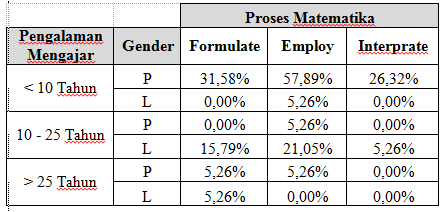 Proses Matematika
Pengalaman Mengajar Gender Formulate Employ Interprate
< 10 Tahun P 31,58% 57,89% 26,32%
L 0,00% 5,26% 0,00%
10 - 25 Tahun P 0,00% 5,26% 0,00%
L 15,79% 21,05% 5,26%
> 25 Tahun P 5,26% 5,26% 0,00%
L 5,26% 0,00% 0,00%